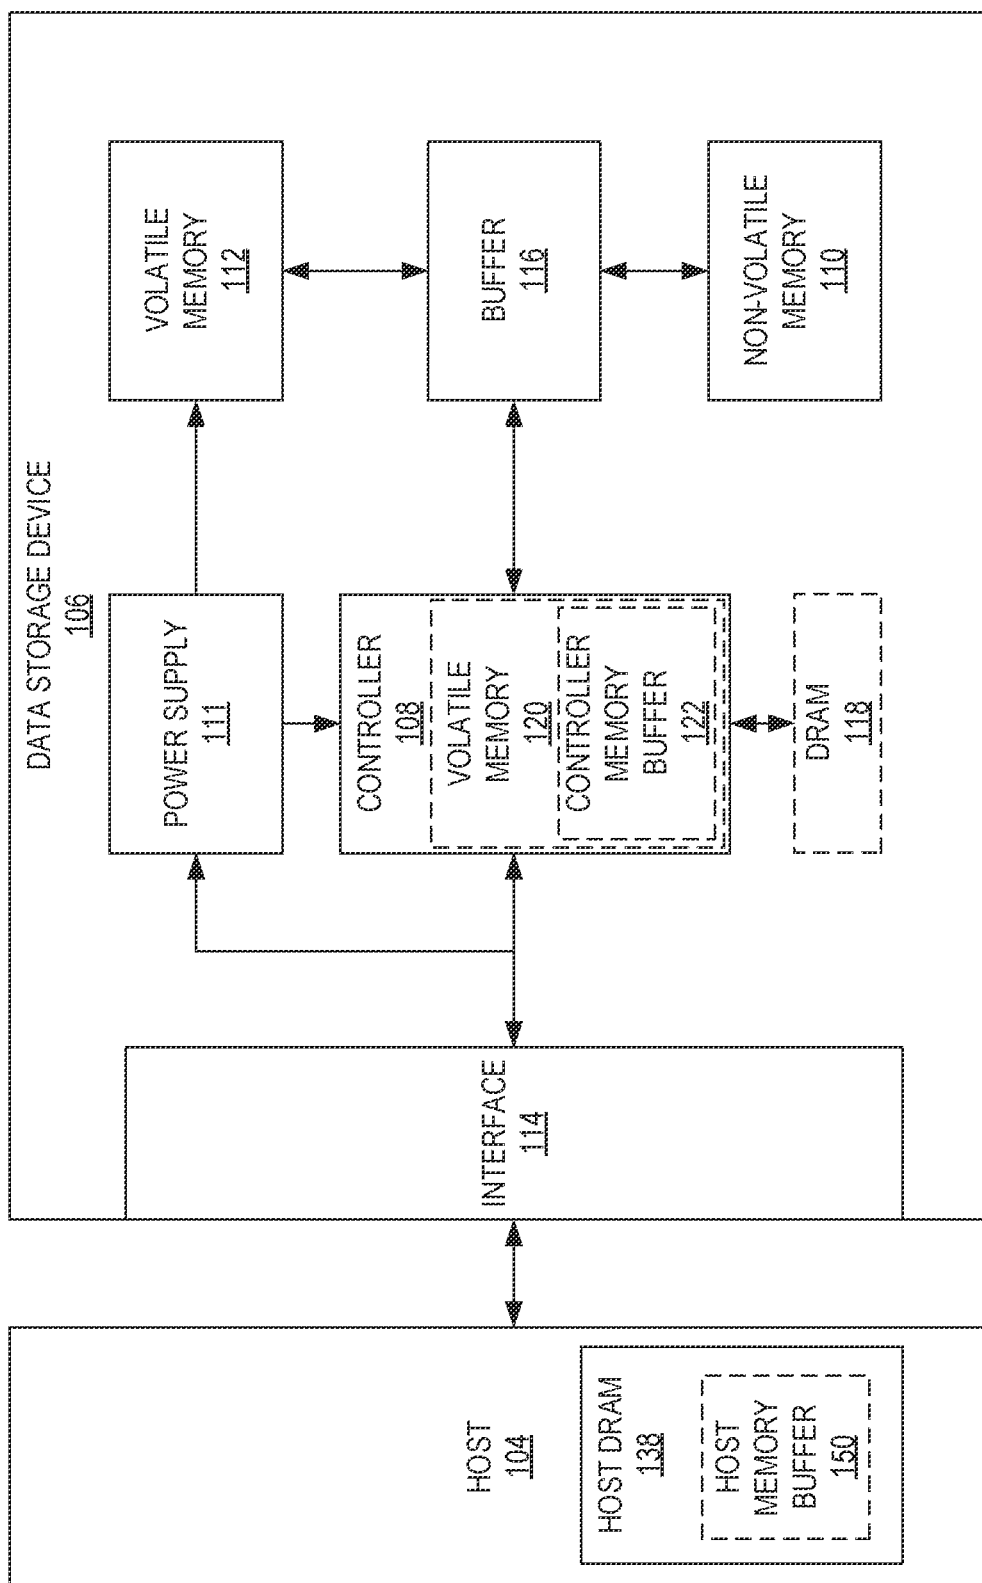 HOST
104
HOST DRAM
138
HOST
MEMORY
BUFFER
150
DATA STORAGE DEVICE
106
INTERFACE
114
POWER SUPPLY
111
CONTROLLER
108
VOLATILE
MEMORY
120
CONTROLLER
MEMORY
BUFFER
122
DRAM
118
VOLATILE
MEMORY
112
BUFFER
116
NON-VOLATILE
MEMORY
110